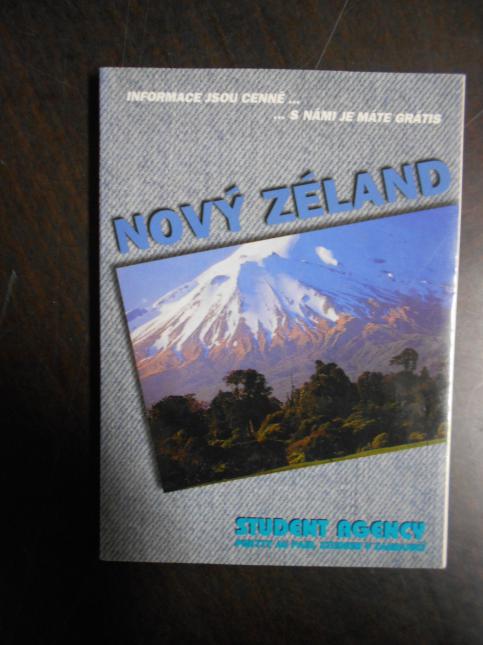 INFORMACE JSOU CENNÉ ...
... S NÁMI JE MÁTE GRÁTIS
NOVÝ ZÉLAND
STUDENT AGENCY